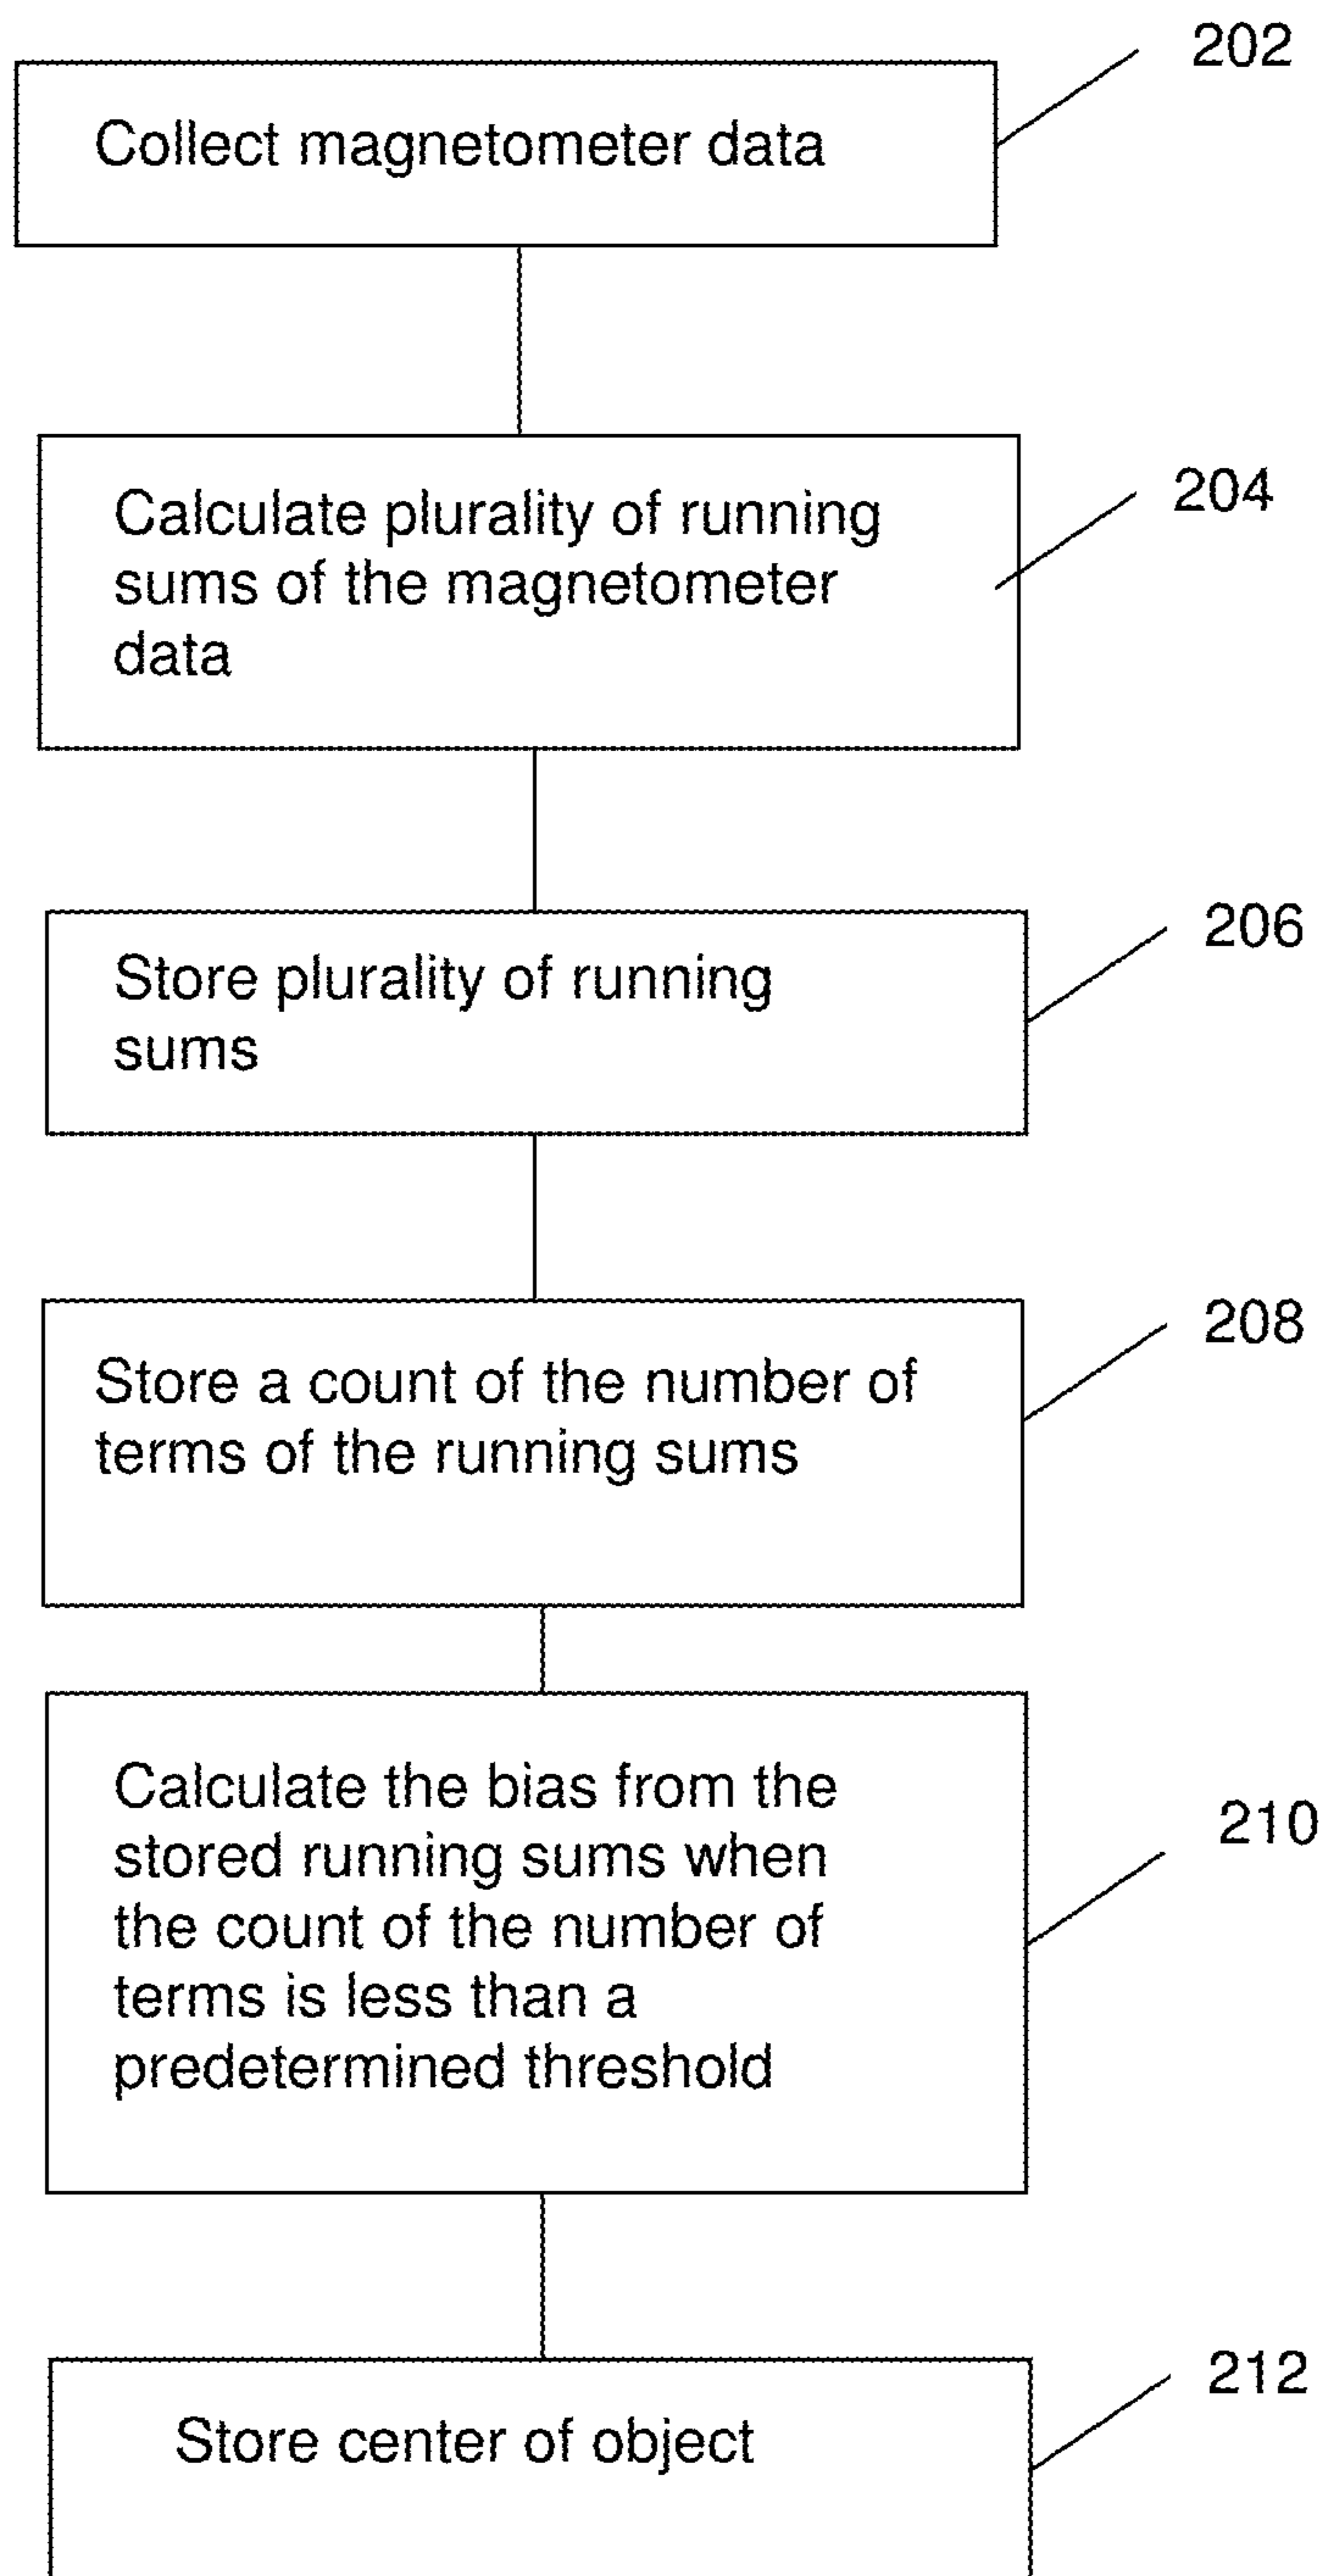 202
Collect magnetometer data
204
Calculate plurality of running
sums of the magnetometer
data
206
Store plurality of running
sums
208
Store a count of the number of
terms of the running sums
210
Calculate the bias from the
stored running sums when
the count of the number of
terms is less than a
predetermined threshold
212
Store center of object